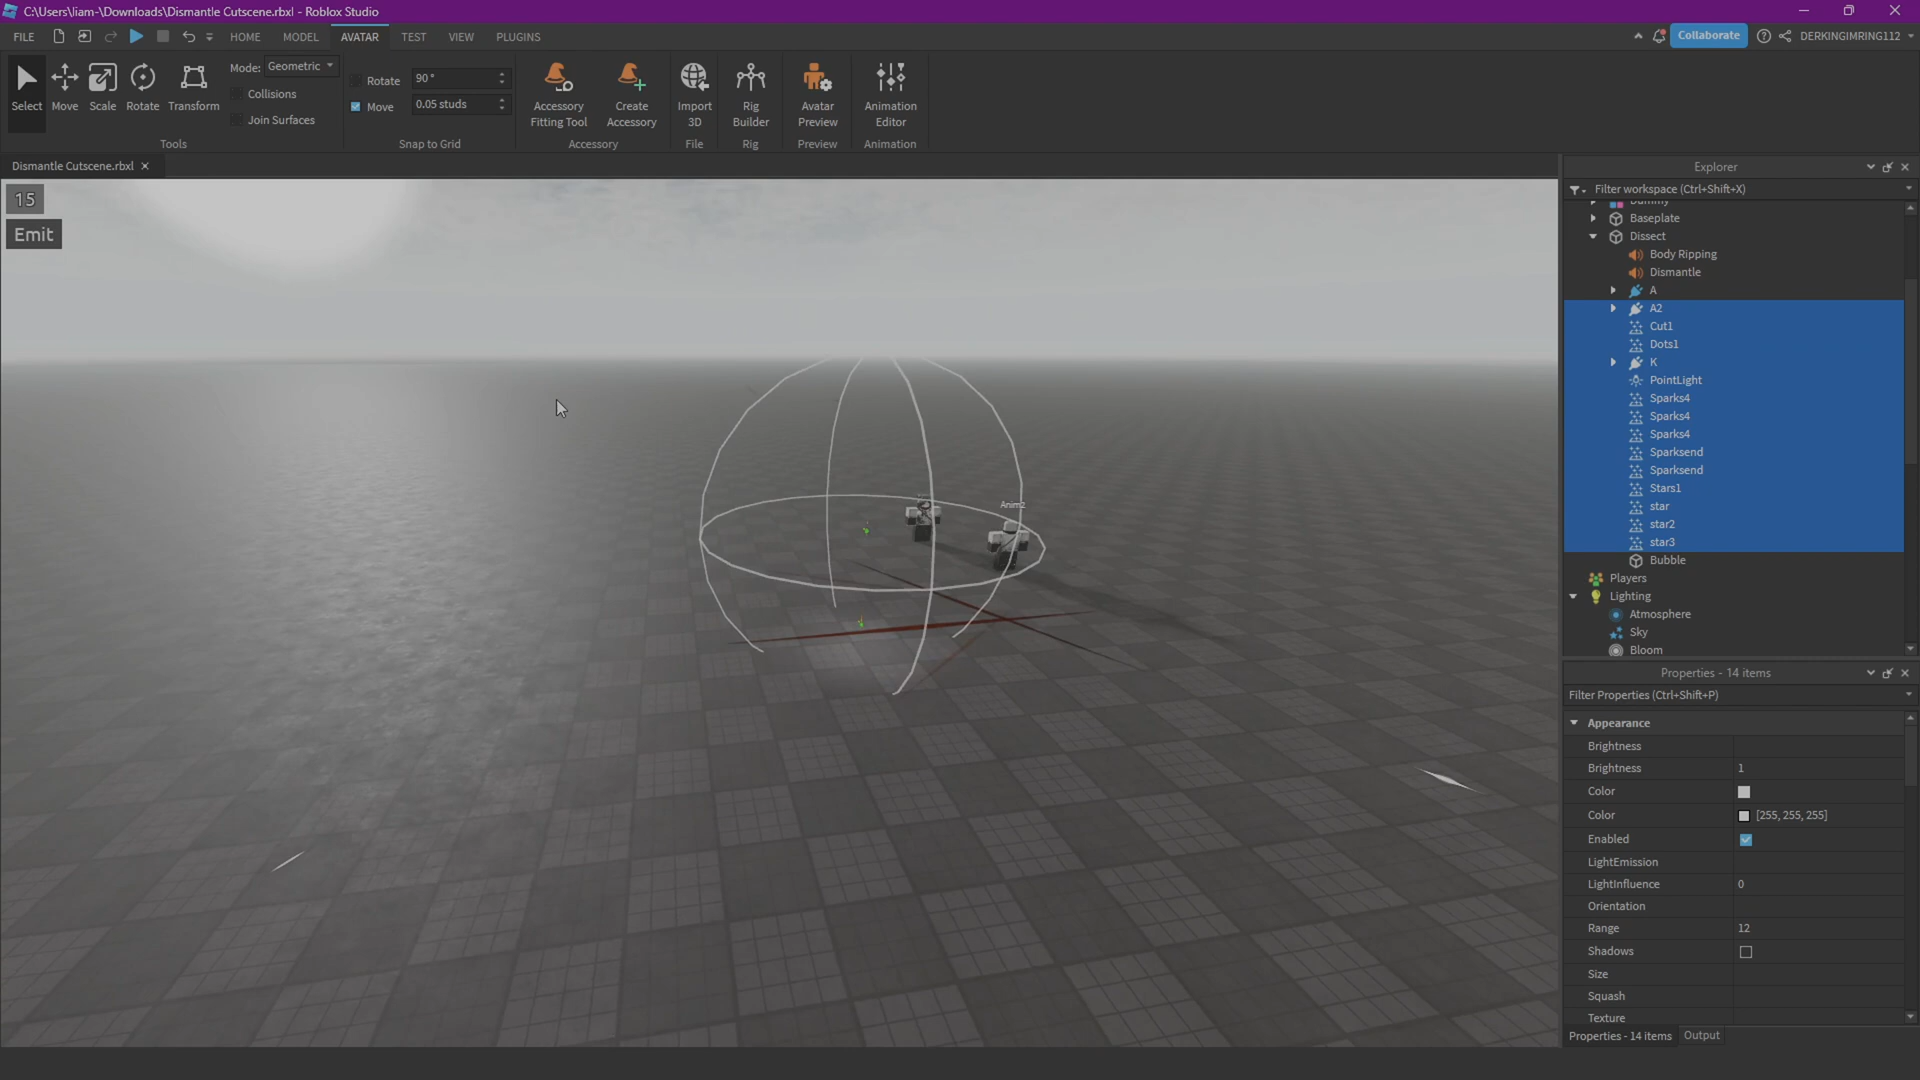 C:\Users\liam-\Downloads\Dismantle Cutscene.rbxl - Roblox Studio
FILE
HOME
MODEL
AVATAR
TEST
VIEW
PLUGINS
Collaborate
DERKINGIMRING112
Select
Move
Scale
Rotate
Transform
Mode: Geometric
Collisions
Join Surfaces
Tools
Rotate 90 °
Move 0.05 studs
Snap to Grid
Accessory
Fitting Tool
Create
Accessory
Accessory
Import
3D
File
Rig
Builder
Rig
Avatar
Preview
Preview
Animation
Editor
Animation
Dismantle Cutscene.rbxl
15
Emit
Anim2
Explorer
Filter workspace (Ctrl+Shift+X)
Dummy
Baseplate
Dissect
Body Ripping
Dismantle
A
A2
Cut1
Dots1
K
PointLight
Sparks4
Sparks4
Sparks4
Sparksend
Sparksend
Stars1
star
star2
star3
Bubble
Players
Lighting
Atmosphere
Sky
Bloom
Properties - 14 items
Filter Properties (Ctrl+Shift+P)
Appearance
Brightness
Brightness 1
Color
Color [255, 255, 255]
Enabled
LightEmission
LightInfluence 0
Orientation
Range 12
Shadows
Size
Squash
Texture
Properties - 14 items
Output